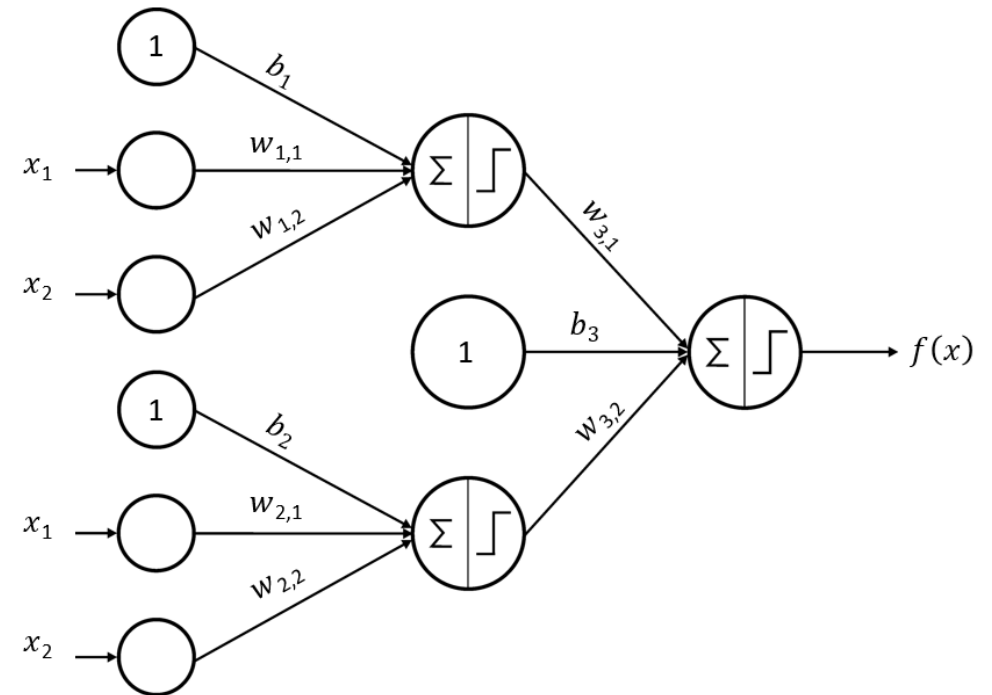 1
b₁
x₁
w₁,₁
Σ
w₁,₂
x₂
w₃,₁
1
b₃
Σ
f(x)
1
b₂
w₃,₂
x₁
w₂,₁
Σ
w₂,₂
x₂